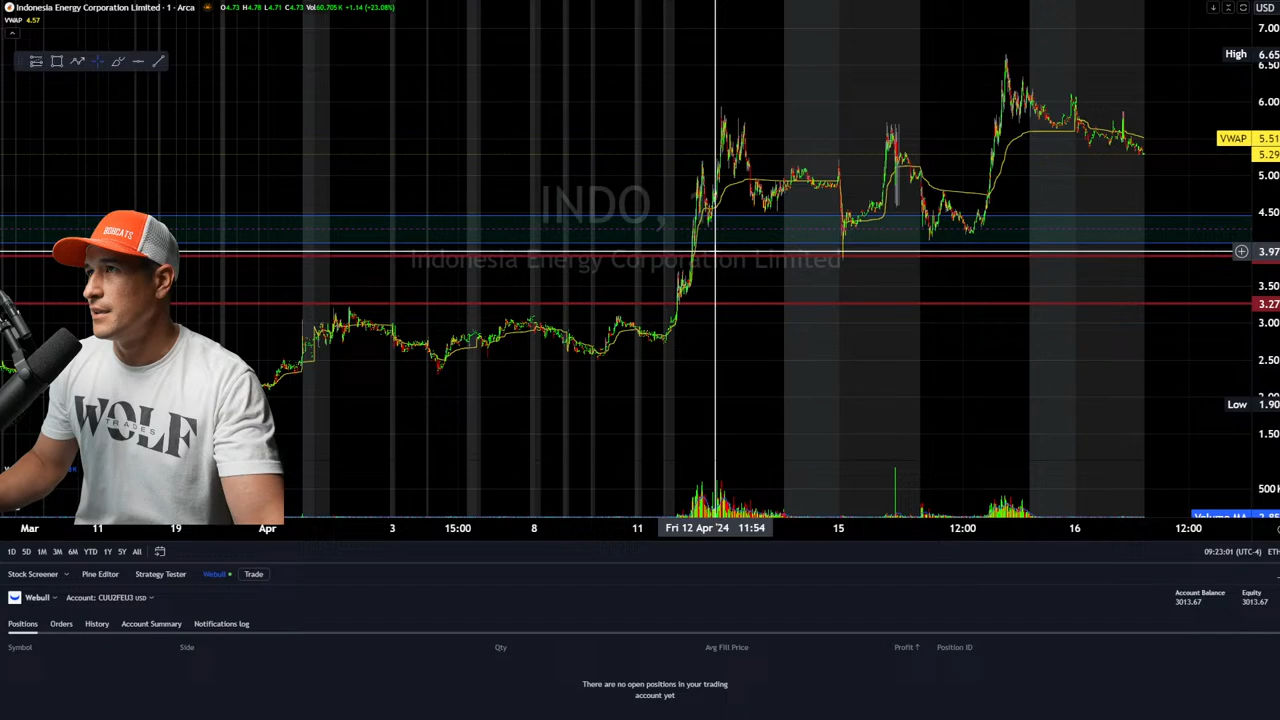 Indonesia Energy Corporation Limited · 1 · Arca O4.73 H4.78 L4.71 C4.73 Vol60.705K +1.14 (+23.08%) USD
VWAP 4.57
7.00
High 6.65
6.50
6.00
VWAP 5.51
5.29
5.00
4.50
INDO, 1
3.97
Indonesia Energy Corporation Limited
3.50
3.27
3.00
2.50
Low 1.90
1.50
500K
BOBCATS
WOLF
TRADES
Volume MA
Mar 11 19 Apr 3 15:00 8 11 Fri 12 Apr '24 11:54 15 12:00 16 12:00
1D 5D 1M 3M 6M YTD 1Y 5Y All 09:23:01 (UTC-4) ETH
Stock Screener Pine Editor Strategy Tester Webull Trade
Webull Account: CUU2FEU3 USD
Account Balance Equity
3013.67 3013.67
Positions Orders History Account Summary Notifications log
Symbol Side Qty Avg Fill Price Profit ↑ Position ID
There are no open positions in your trading
account yet